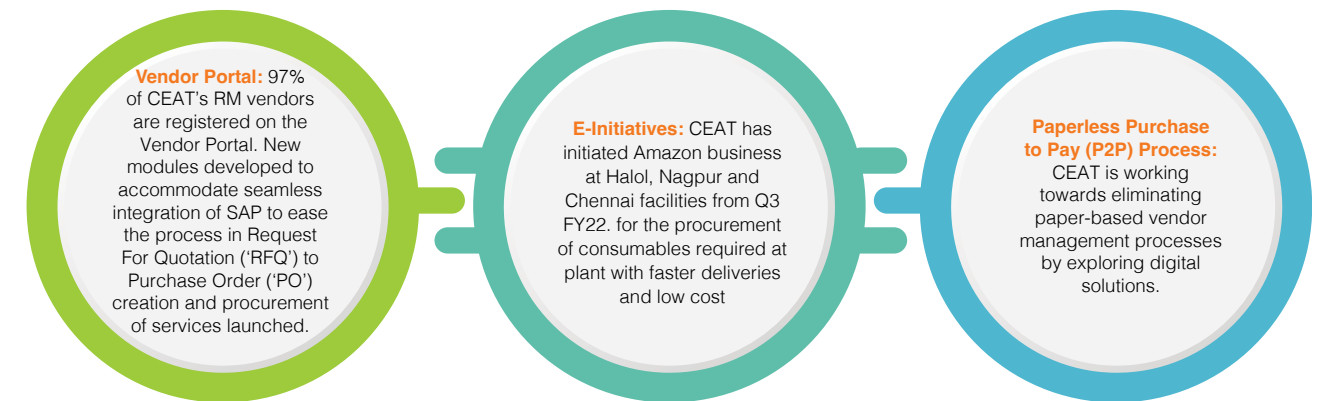 Vendor Portal: 97%
of CEAT's RM vendors
are registered on the
Vendor Portal. New
modules developed to
accommodate seamless
integration of SAP to ease
the process in Request
For Quotation (‘RFQ’) to
Purchase Order (‘PO’)
creation and procurement
of services launched.
E-Initiatives: CEAT has
initiated Amazon business
at Halol, Nagpur and
Chennai facilities from Q3
FY22. for the procurement
of consumables required at
plant with faster deliveries
and low cost
Paperless Purchase
to Pay (P2P) Process:
CEAT is working
towards eliminating
paper-based vendor
management processes
by exploring digital
solutions.